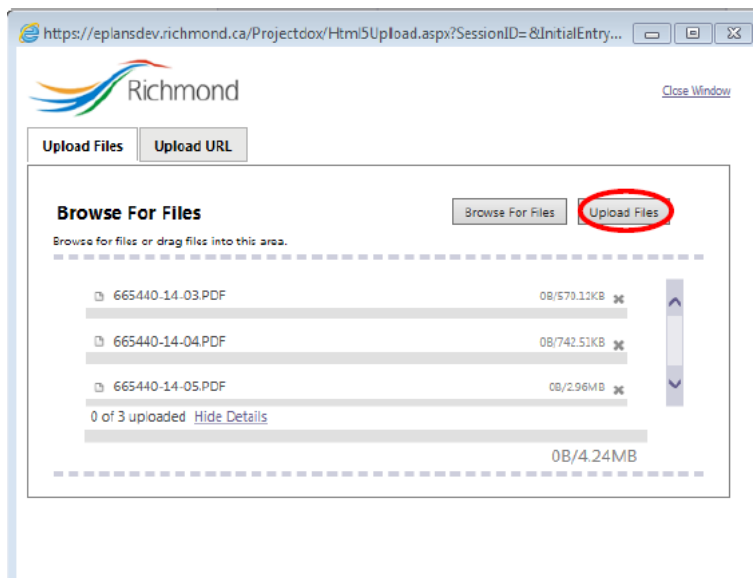 https://eplansdev.richmond.ca/Projectdox/Html5Upload.aspx?SessionID=&InitialEntry...
Richmond
Close Window
Upload Files Upload URL
Browse For Files Browse For Files Upload Files
Browse for files or drag files into this area.
665440-14-03.PDF 0B/570.12KB
665440-14-04.PDF 0B/742.51KB
665440-14-05.PDF 0B/2.96MB
0 of 3 uploaded Hide Details
0B/4.24MB